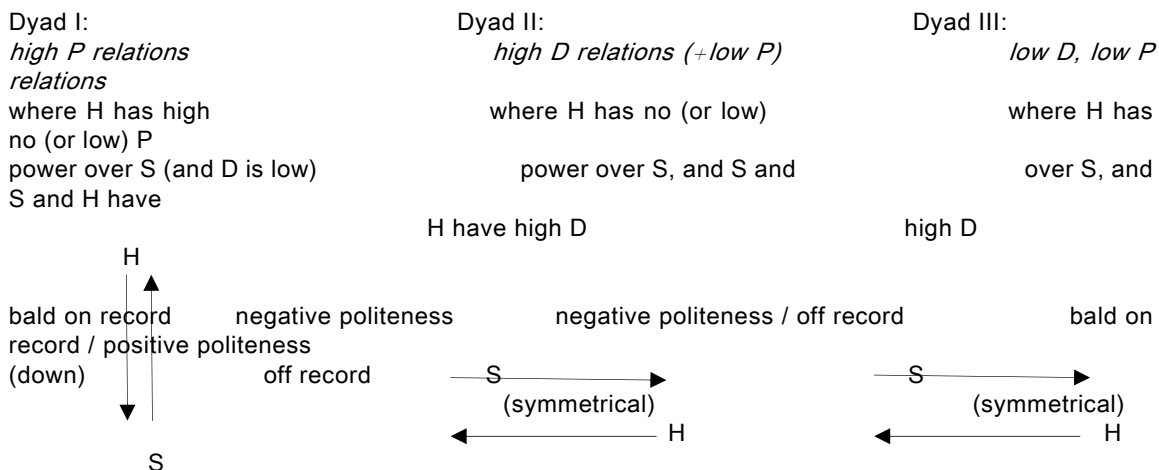 Dyad I: Dyad II: Dyad III:
high P relations high D relations (+low P) low D, low P
relations
where H has high where H has no (or low) where H has
no (or low) P
power over S (and D is low) power over S, and S and over S, and
S and H have
H have high D high D
H
bald on record negative politeness negative politeness / off record bald on
record / positive politeness
(down) off record S S
(symmetrical) (symmetrical)
H H
S